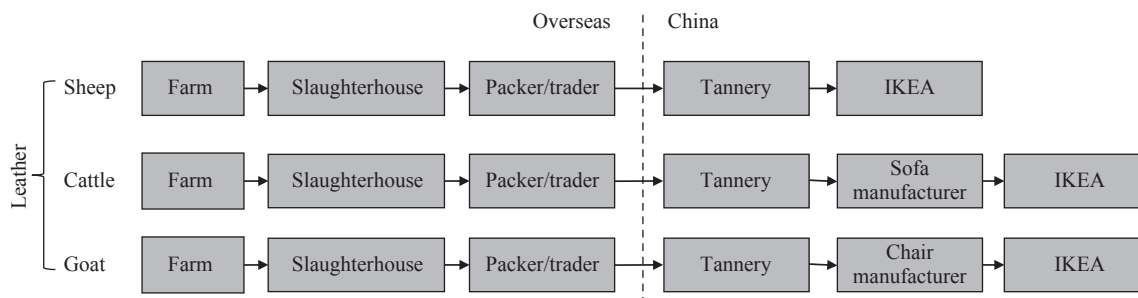 Overseas China
Sheep Farm Slaughterhouse Packer/trader Tannery IKEA
Leather
Cattle Farm Slaughterhouse Packer/trader Tannery Sofa
manufacturer IKEA
Goat Farm Slaughterhouse Packer/trader Tannery Chair
manufacturer IKEA